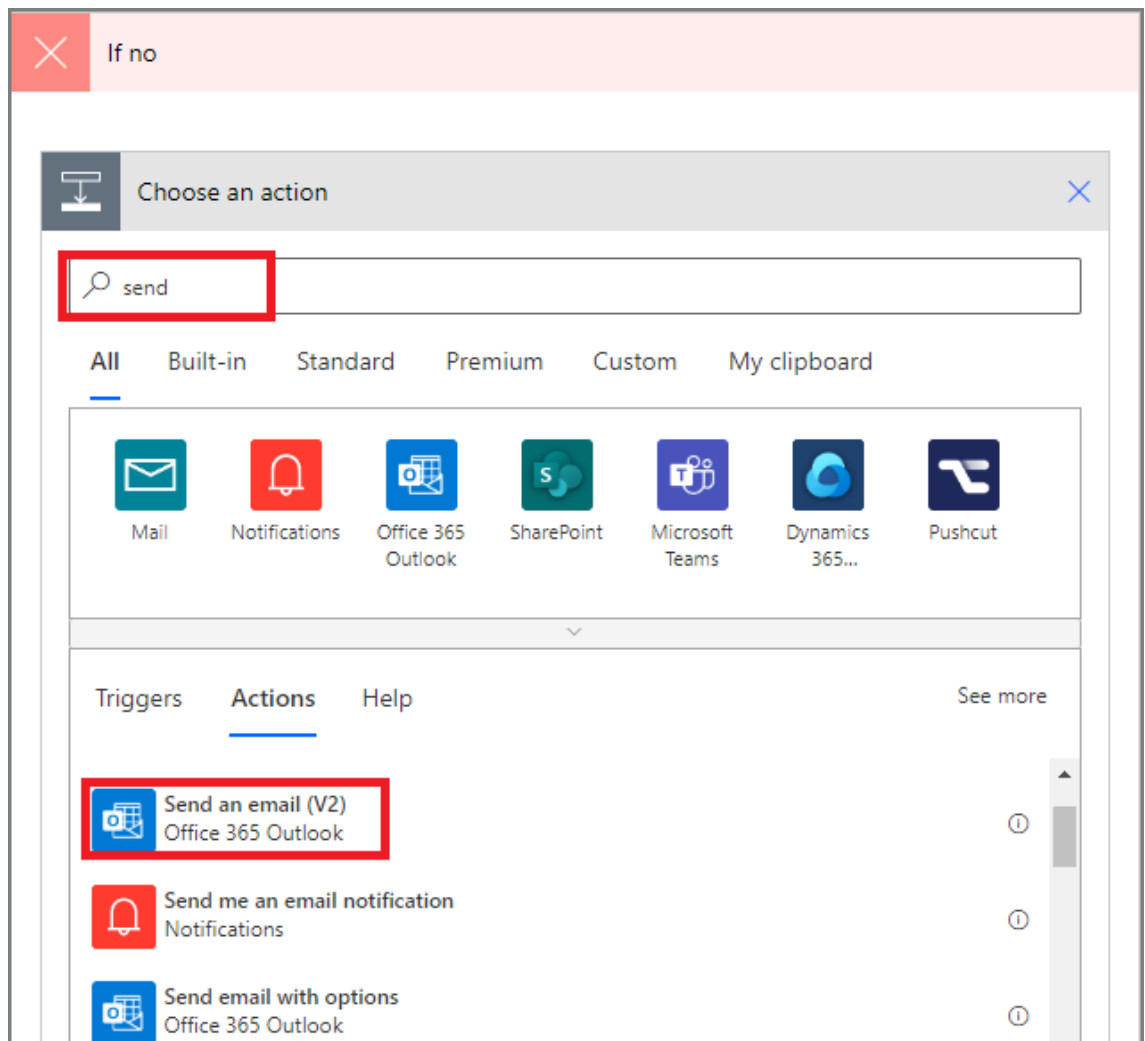 If no
Choose an action
send
All Built-in Standard Premium Custom My clipboard
Mail Notifications Office 365 Outlook SharePoint Microsoft Teams Dynamics 365... Pushcut
Triggers Actions Help See more
Send an email (V2)
Office 365 Outlook
Send me an email notification
Notifications
Send email with options
Office 365 Outlook